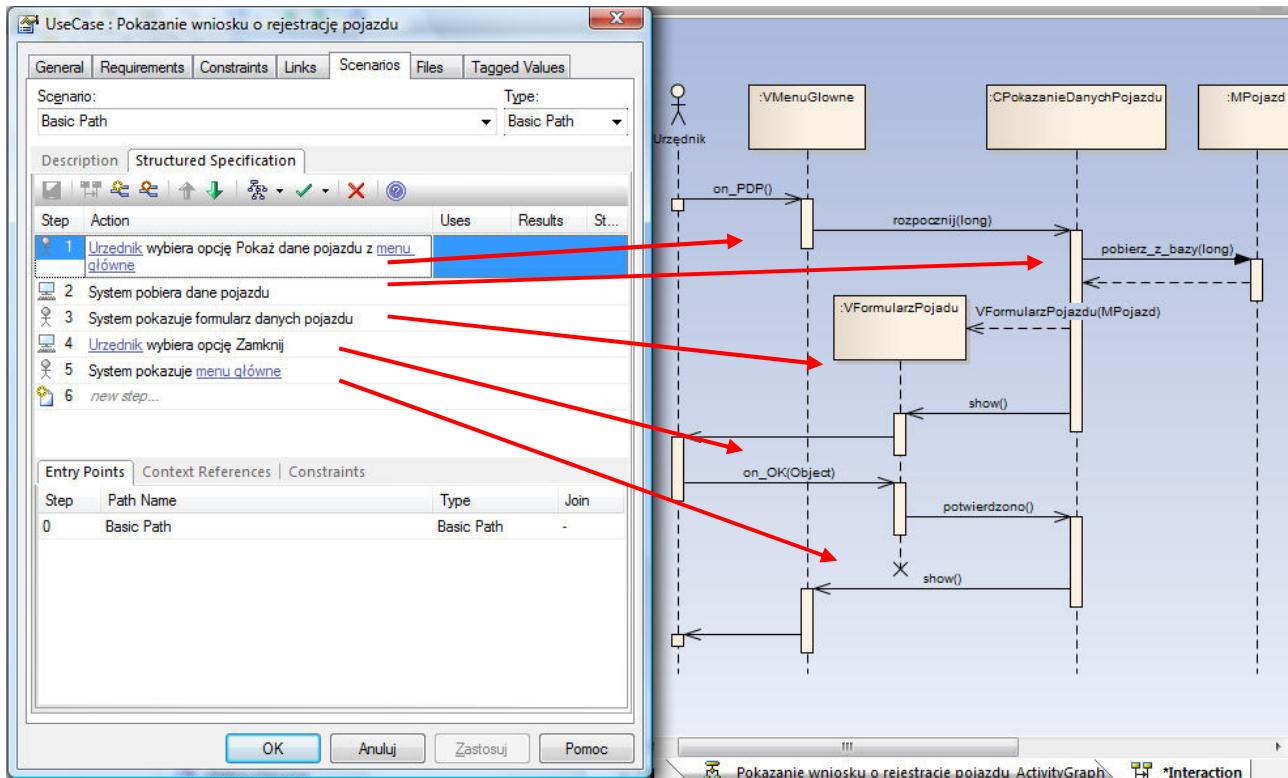 UseCase : Pokazanie wniosku o rejestrację pojazdu
General Requirements Constraints Links Scenarios Files Tagged Values
Scenario: Type:
Basic Path Basic Path
Description Structured Specification
Step Action Uses Results St...
1 Urzędnik wybiera opcję Pokaż dane pojazdu z menu
główne
2 System pobiera dane pojazdu
3 System pokazuje formularz danych pojazdu
4 Urzędnik wybiera opcję Zamknij
5 System pokazuje menu główne
6 new step...
Entry Points Context References Constraints
Step Path Name Type Join
0 Basic Path Basic Path -
OK Anuluj Zastosuj Pomoc
:VMenuGlowne :CPokazanieDanychPojazdu :MPojazd
Urzędnik
on_PDP()
rozpocznij(long)
pobierz_z_bazy(long)
:VFormularzPojadu
VFormularzPojazdu(MPojazd)
show()
on_OK(Object)
potwierdzono()
show()
Pokazanie wniosku o rejestrację pojazdu_ActivityGraph *Interaction